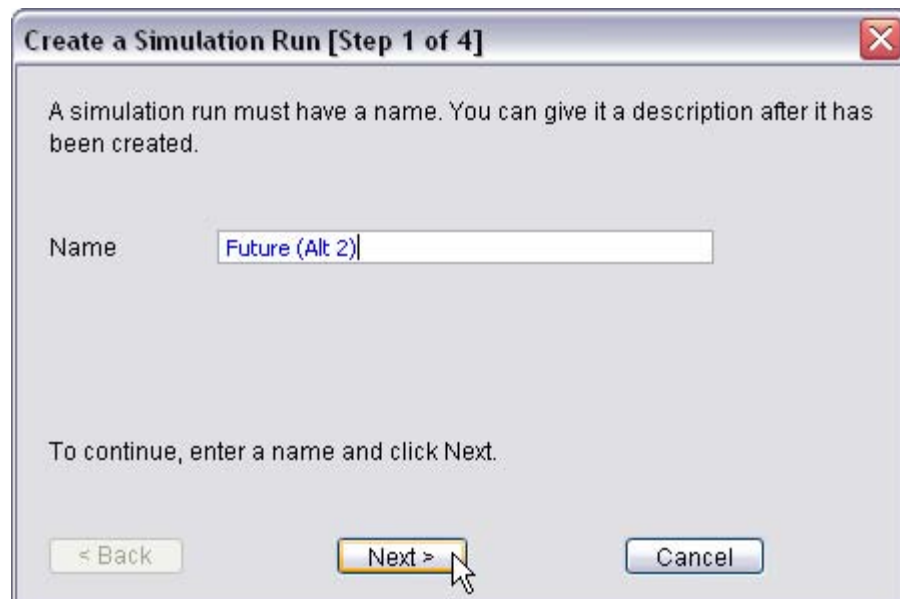 Create a Simulation Run [Step 1 of 4]
A simulation run must have a name. You can give it a description after it has
been created.
Name
Future (Alt 2)
To continue, enter a name and click Next.
< Back
Next >
Cancel